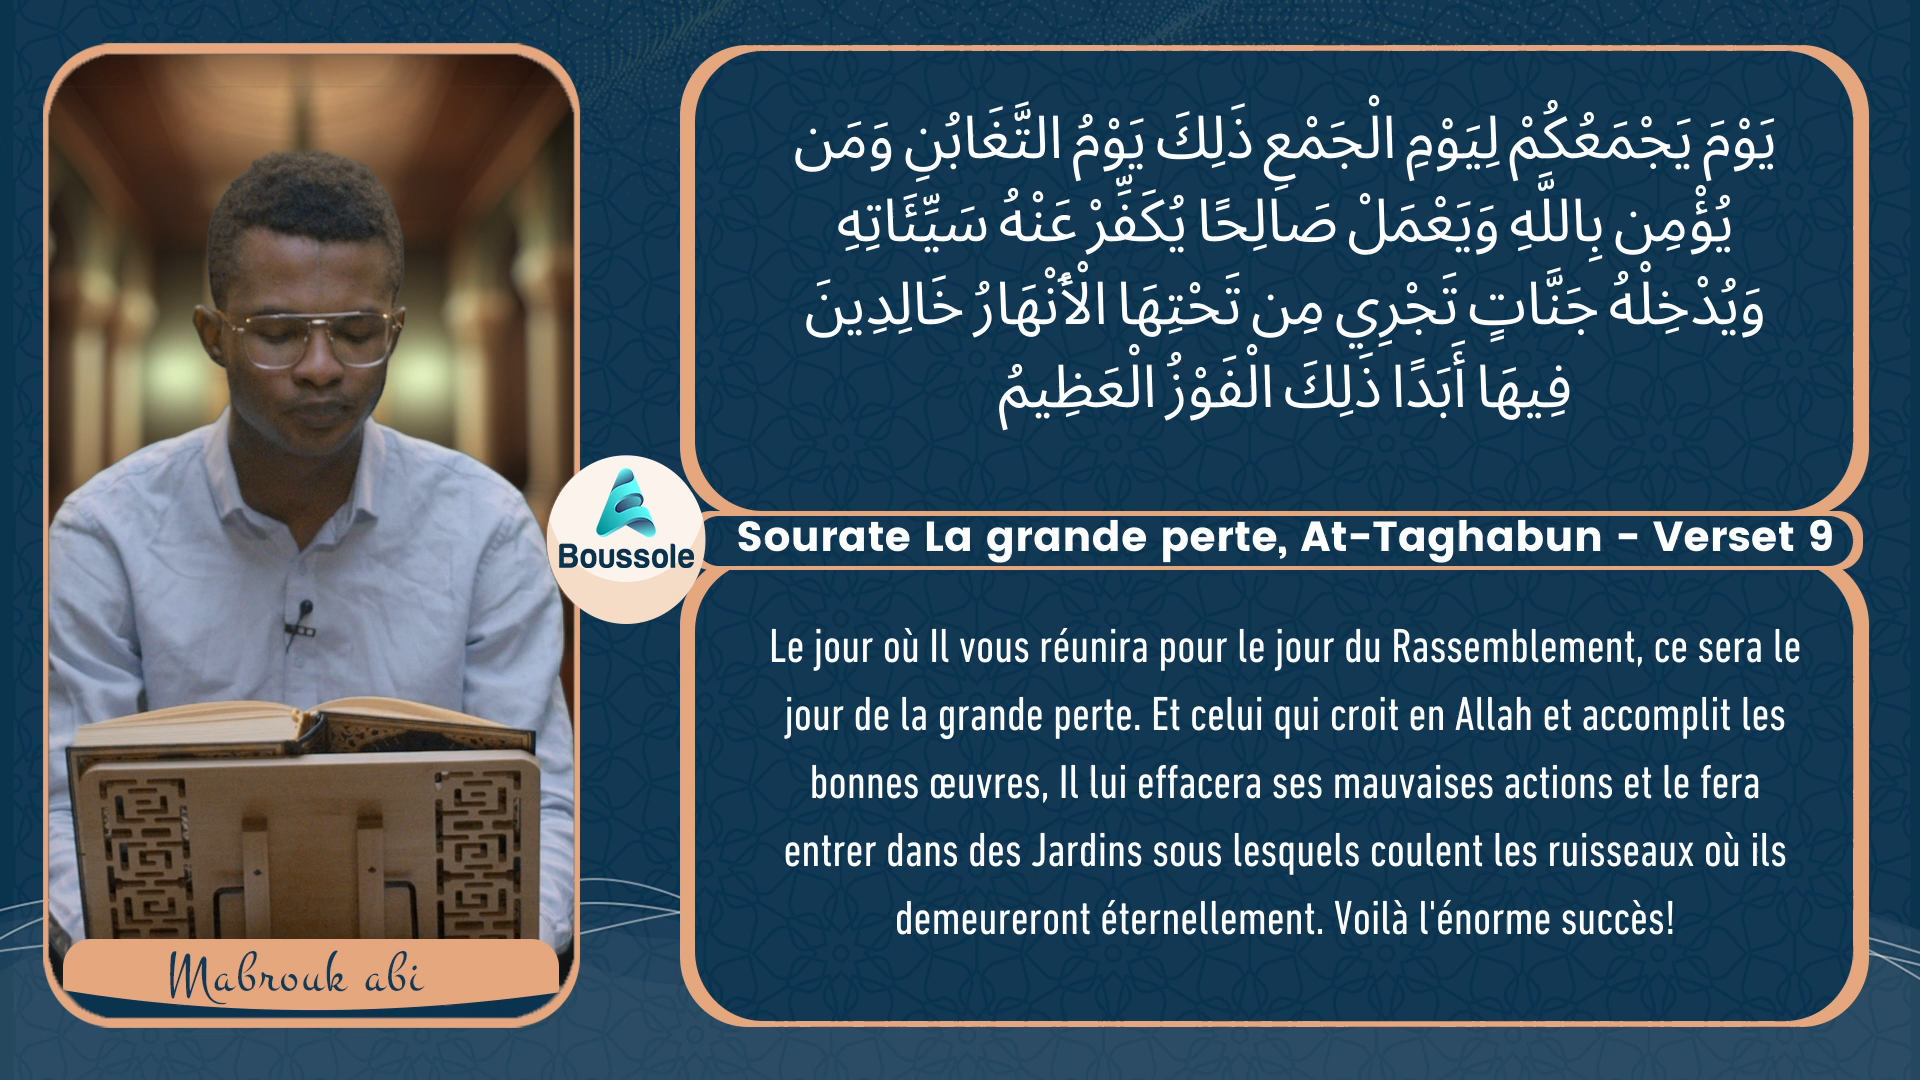 يَوْمَ يَجْمَعُكُمْ لِيَوْمِ الْجَمْعِ ذَلِكَ يَوْمُ التَّغَابُنِ وَمَن
يُؤْمِن بِاللَّهِ وَيَعْمَلْ صَالِحًا يُكَفِّرْ عَنْهُ سَيِّئَاتِهِ
وَيُدْخِلْهُ جَنَّاتٍ تَجْرِي مِن تَحْتِهَا الْأَنْهَارُ خَالِدِينَ
فِيهَا أَبَدًا ذَلِكَ الْفَوْزُ الْعَظِيمُ
Boussole
Sourate La grande perte, At-Taghabun - Verset 9
Le jour où Il vous réunira pour le jour du Rassemblement, ce sera le
jour de la grande perte. Et celui qui croit en Allah et accomplit les
bonnes œuvres, Il lui effacera ses mauvaises actions et le fera
entrer dans des Jardins sous lesquels coulent les ruisseaux où ils
demeureront éternellement. Voilà l'énorme succès!
Mabrouk abi